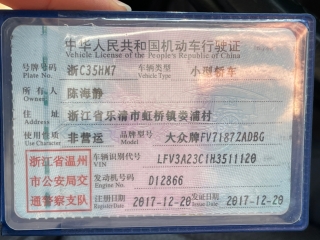 中华人民共和国机动车行驶证
Vehicle License of the People's Republic of China
号牌号码 浙C35HM7 车辆类型 小型轿车
Plate No. Vehicle Type
所有人 陈海静
Owner
住址 浙江省乐清市虹桥镇娄浦村
Address
使用性质 非营运 品牌型号 大众牌FV7187ZADBG
Use Character Model
浙江省温州 车辆识别代号 LFV3A23C1H3511120
VIN
市公安局交 发动机号码 D12866
Engine No.
通警察支队 注册日期 2017-12-20 发证日期 2017-12-20
Register Date Issue Date